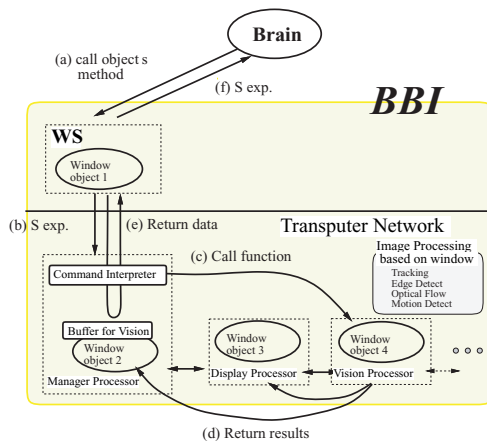 Brain
(a) call object s
method
(f) S exp.
BBI
WS
Window
object 1
(b) S exp.
(e) Return data
Transputer Network
(c) Call function
Image Processing
based on window
Tracking
Edge Detect
Optical Flow
Motion Detect
Command Interpreter
Buffer for Vision
Window
object 2
Window
object 3
Window
object 4
Manager Processor
Display Processor
Vision Processor
(d) Return results